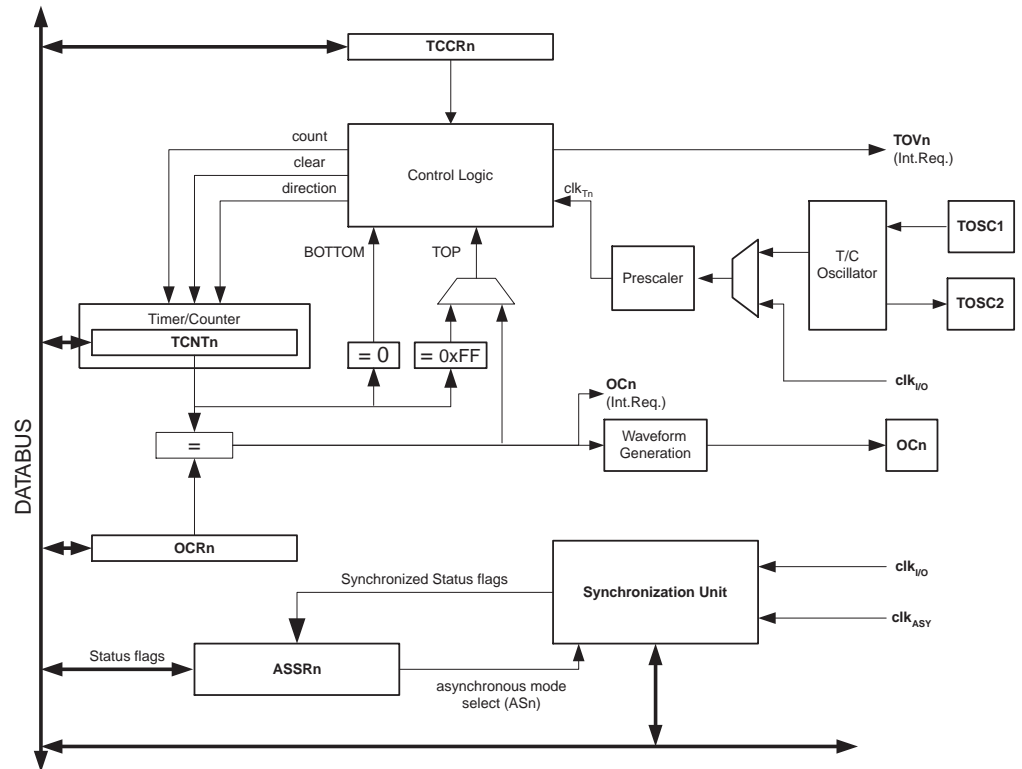 TCCRn
count
clear
direction
Control Logic
TOVn
(Int.Req.)
clkTn
BOTTOM
TOP
Prescaler
T/C
Oscillator
TOSC1
TOSC2
Timer/Counter
TCNTn
= 0
= 0xFF
clkI/O
OCn
(Int.Req.)
=
Waveform
Generation
OCn
DATABUS
OCRn
Synchronized Status flags
Synchronization Unit
clkI/O
clkASY
Status flags
ASSRn
asynchronous mode
select (ASn)